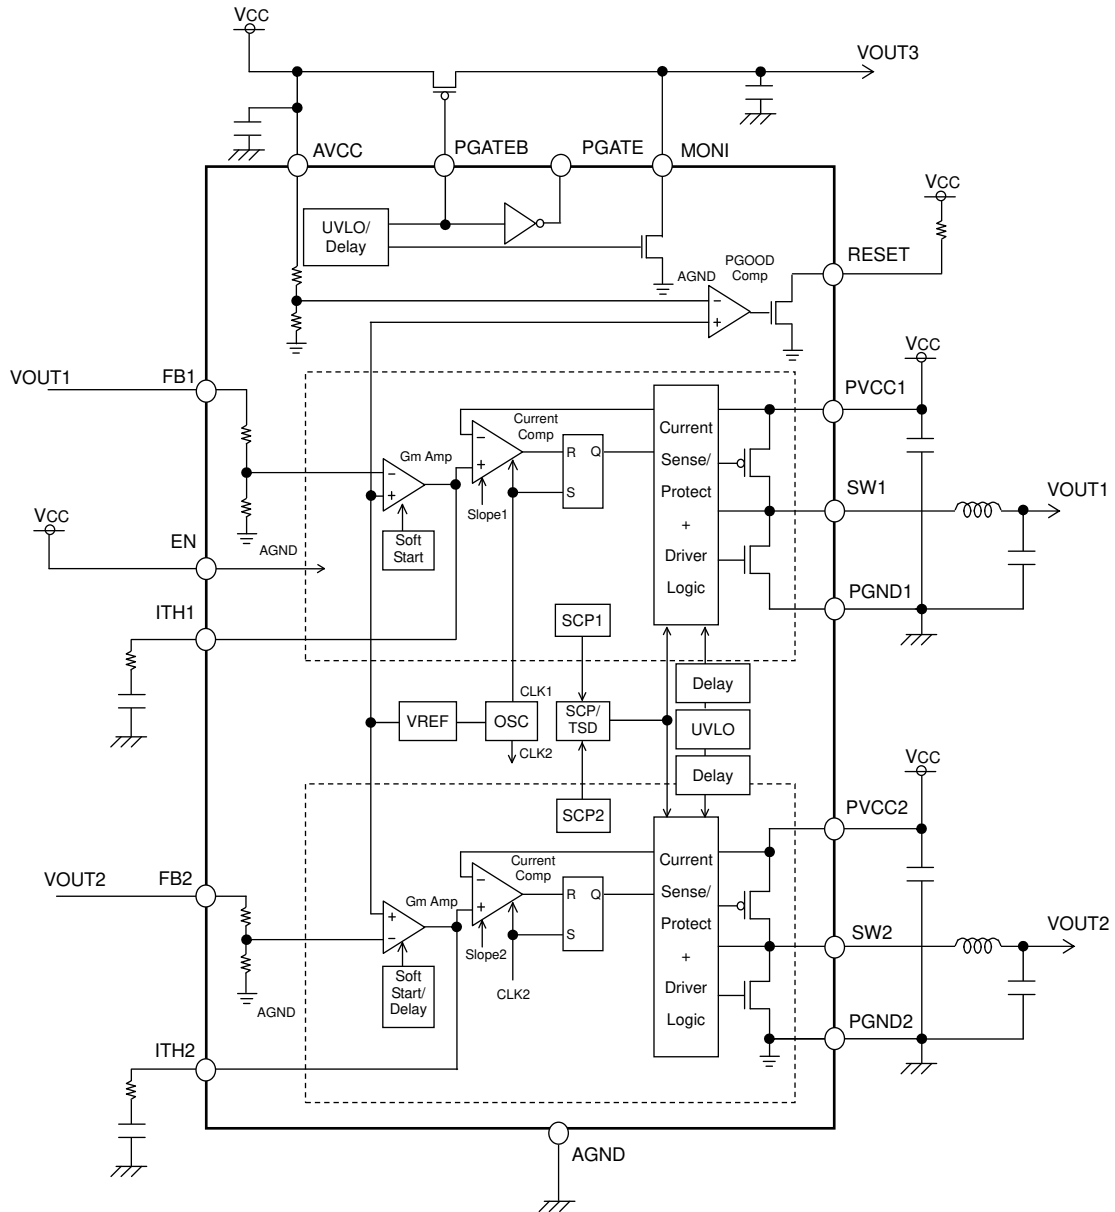 VCC
VOUT3
AVCC
PGATEB
PGATE
MONI
VCC
UVLO/
Delay
RESET
AGND
PGOOD
Comp
VCC
VOUT1
FB1
PVCC1
Current
Comp
Current
Sense/
Protect
+
Driver
Logic
Gm Amp
−
+
−
+
−
+
R
Q
S
Slope1
SW1
VOUT1
VCC
EN
AGND
Soft
Start
ITH1
PGND1
SCP1
CLK1
VREF
OSC
SCP/
TSD
CLK2
Delay
UVLO
Delay
SCP2
VCC
PVCC2
VOUT2
FB2
Current
Comp
Current
Sense/
Protect
+
Driver
Logic
Gm Amp
−
+
+
−
R
Q
S
Slope2
CLK2
SW2
VOUT2
AGND
Soft
Start/
Delay
ITH2
PGND2
AGND